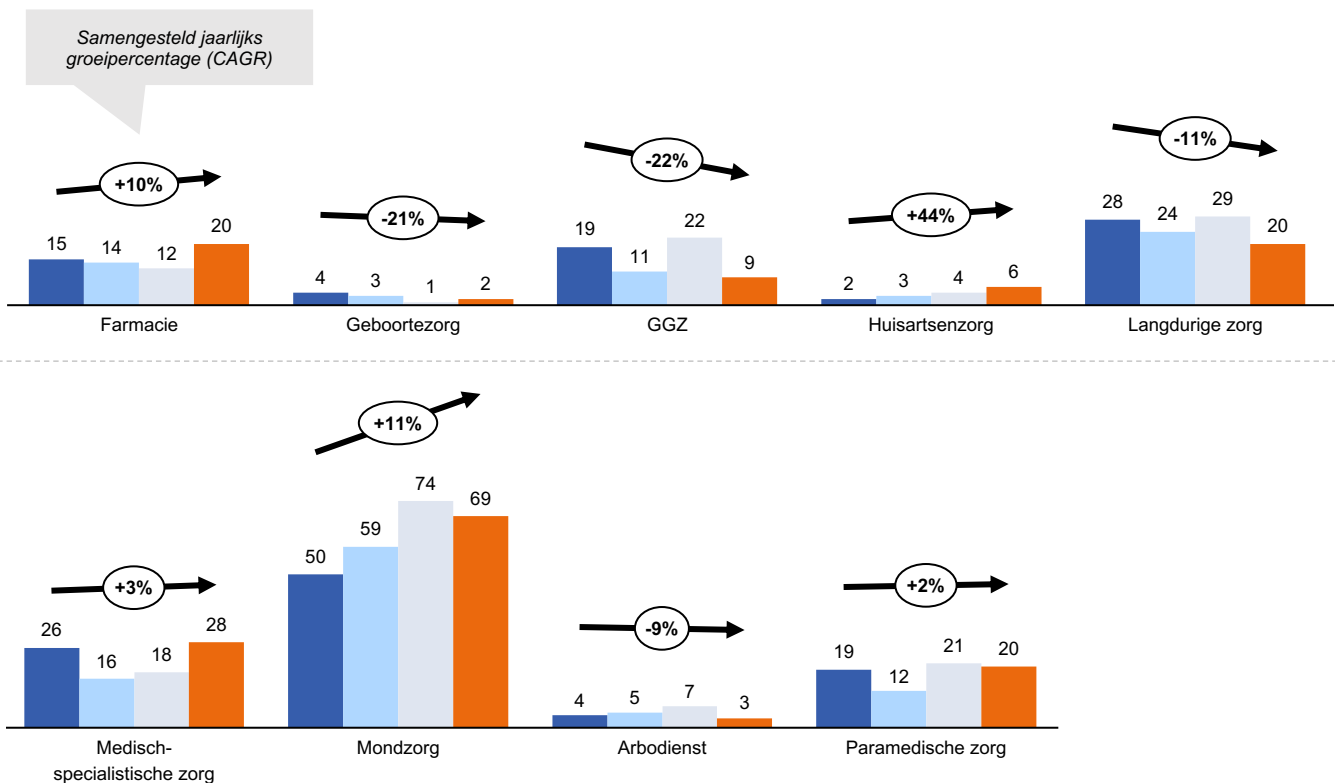 Samengesteld jaarlijks
groeipercentage (CAGR)
+10%
-21%
-22%
+44%
-11%
15 14 12 20
4 3 1 2
19 11 22 9
2 3 4 6
28 24 29 20
Farmacie
Geboortezorg
GGZ
Huisartsenzorg
Langdurige zorg
+3%
+11%
-9%
+2%
26 16 18 28
50 59 74 69
4 5 7 3
19 12 21 20
Medisch-
specialistische zorg
Mondzorg
Arbodienst
Paramedische zorg